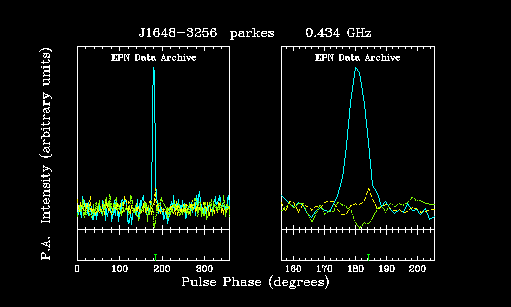 J1648-3256 parkes 0.434 GHz
EPN Data Archive EPN Data Archive
P.A. Intensity (arbitrary units)
0 100 200 300 160 170 180 190 200
Pulse Phase (degrees)